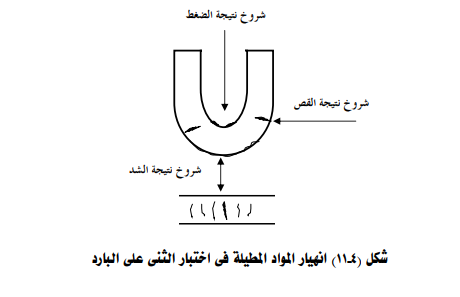 شروخ نتيجة الضغط
شروخ نتيجة القص
شروخ نتيجة الشد
شكل (٤-١١) انهيار المواد المطيلة فى اختبار الثنى على البارد